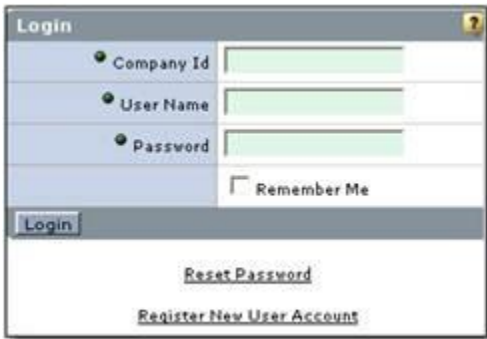 Login ?
Company Id
User Name
Password
Remember Me
Login
Reset Password
Register New User Account